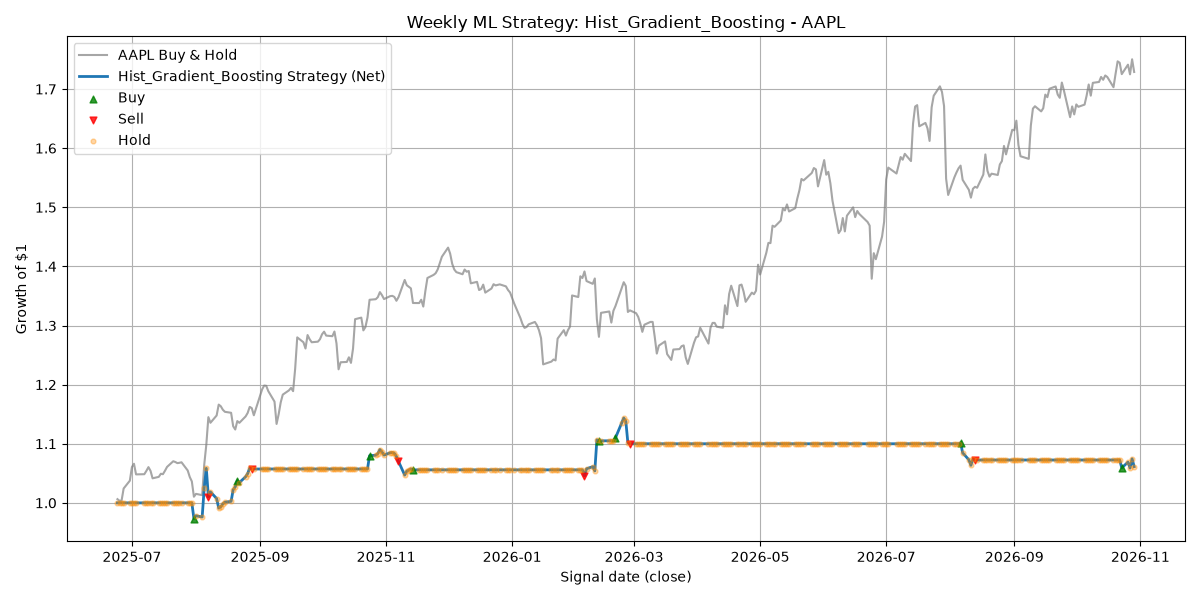 Weekly ML Strategy: Hist_Gradient_Boosting - AAPL
AAPL Buy & Hold
Hist_Gradient_Boosting Strategy (Net)
Buy
Sell
Hold
Growth of $1
1.7
1.6
1.5
1.4
1.3
1.2
1.1
1.0
2025-07
2025-09
2025-11
2026-01
2026-03
2026-05
2026-07
2026-09
2026-11
Signal date (close)